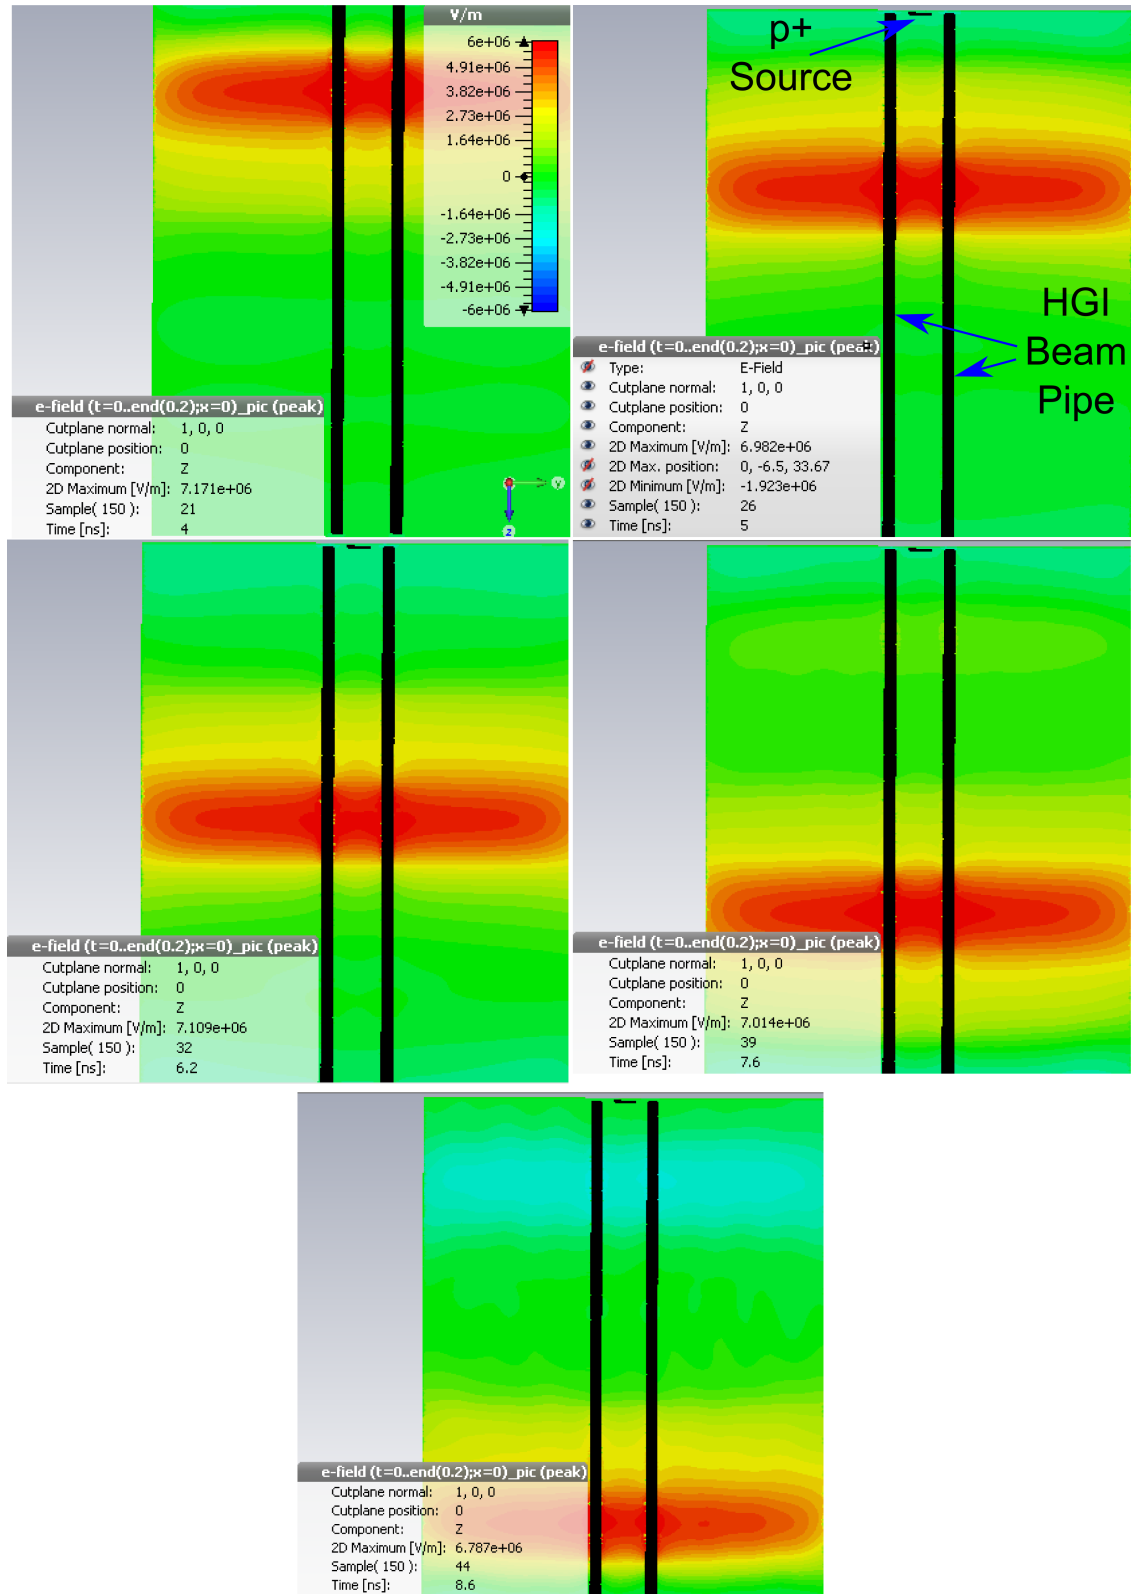 V/m
6e+06
4.91e+06
3.82e+06
2.73e+06
1.64e+06
0
-1.64e+06
-2.73e+06
-3.82e+06
-4.91e+06
-6e+06
e-field (t=0..end(0.2);x=0)_pic (peak)
Cutplane normal: 1, 0, 0
Cutplane position: 0
Component: Z
2D Maximum [V/m]: 7.171e+06
Sample( 150 ): 21
Time [ns]: 4
y
z
p+
Source
HGI
Beam
Pipe
e-field (t=0..end(0.2);x=0)_pic (peak)
Type: E-Field
Cutplane normal: 1, 0, 0
Cutplane position: 0
Component: Z
2D Maximum [V/m]: 6.982e+06
2D Max. position: 0, -6.5, 33.67
2D Minimum [V/m]: -1.923e+06
Sample( 150 ): 26
Time [ns]: 5
e-field (t=0..end(0.2);x=0)_pic (peak)
Cutplane normal: 1, 0, 0
Cutplane position: 0
Component: Z
2D Maximum [V/m]: 7.109e+06
Sample( 150 ): 32
Time [ns]: 6.2
e-field (t=0..end(0.2);x=0)_pic (peak)
Cutplane normal: 1, 0, 0
Cutplane position: 0
Component: Z
2D Maximum [V/m]: 7.014e+06
Sample( 150 ): 39
Time [ns]: 7.6
e-field (t=0..end(0.2);x=0)_pic (peak)
Cutplane normal: 1, 0, 0
Cutplane position: 0
Component: Z
2D Maximum [V/m]: 6.787e+06
Sample( 150 ): 44
Time [ns]: 8.6